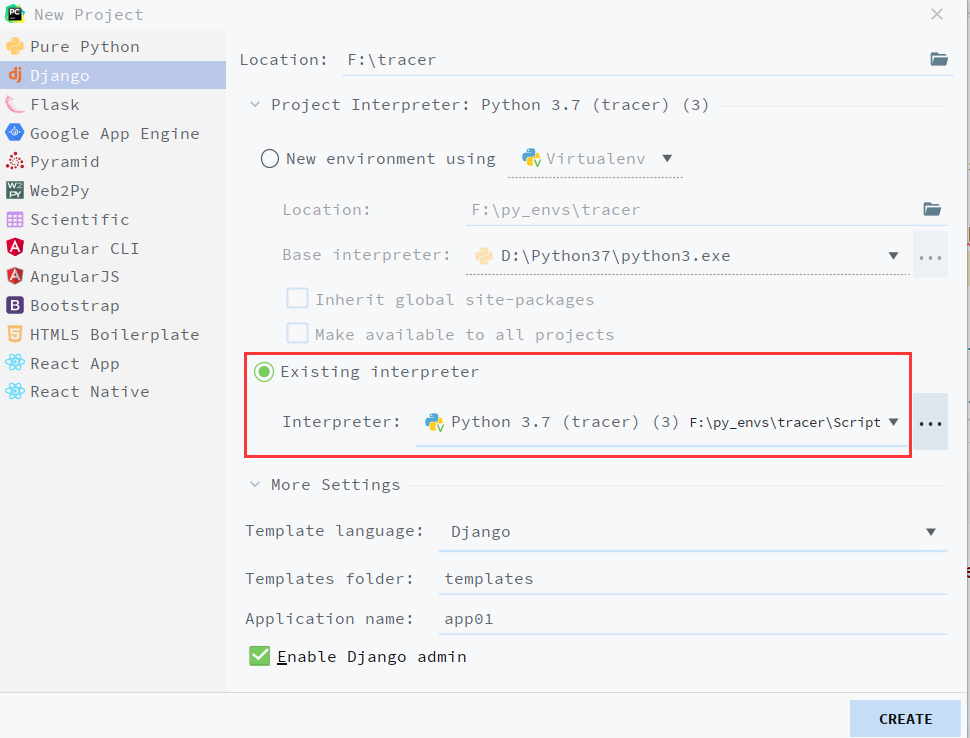 New Project
Pure Python
Django
Flask
Google App Engine
Pyramid
Web2Py
Scientific
Angular CLI
AngularJS
Bootstrap
HTML5 Boilerplate
React App
React Native
Location: F:\tracer
Project Interpreter: Python 3.7 (tracer) (3)
New environment using Virtualenv
Location: F:\py_envs\tracer
Base interpreter: D:\Python37\python3.exe
...
Inherit global site-packages
Make available to all projects
Existing interpreter
Interpreter: Python 3.7 (tracer) (3) F:\py_envs\tracer\Script
...
More Settings
Template language: Django
Templates folder: templates
Application name: app01
Enable Django admin
CREATE